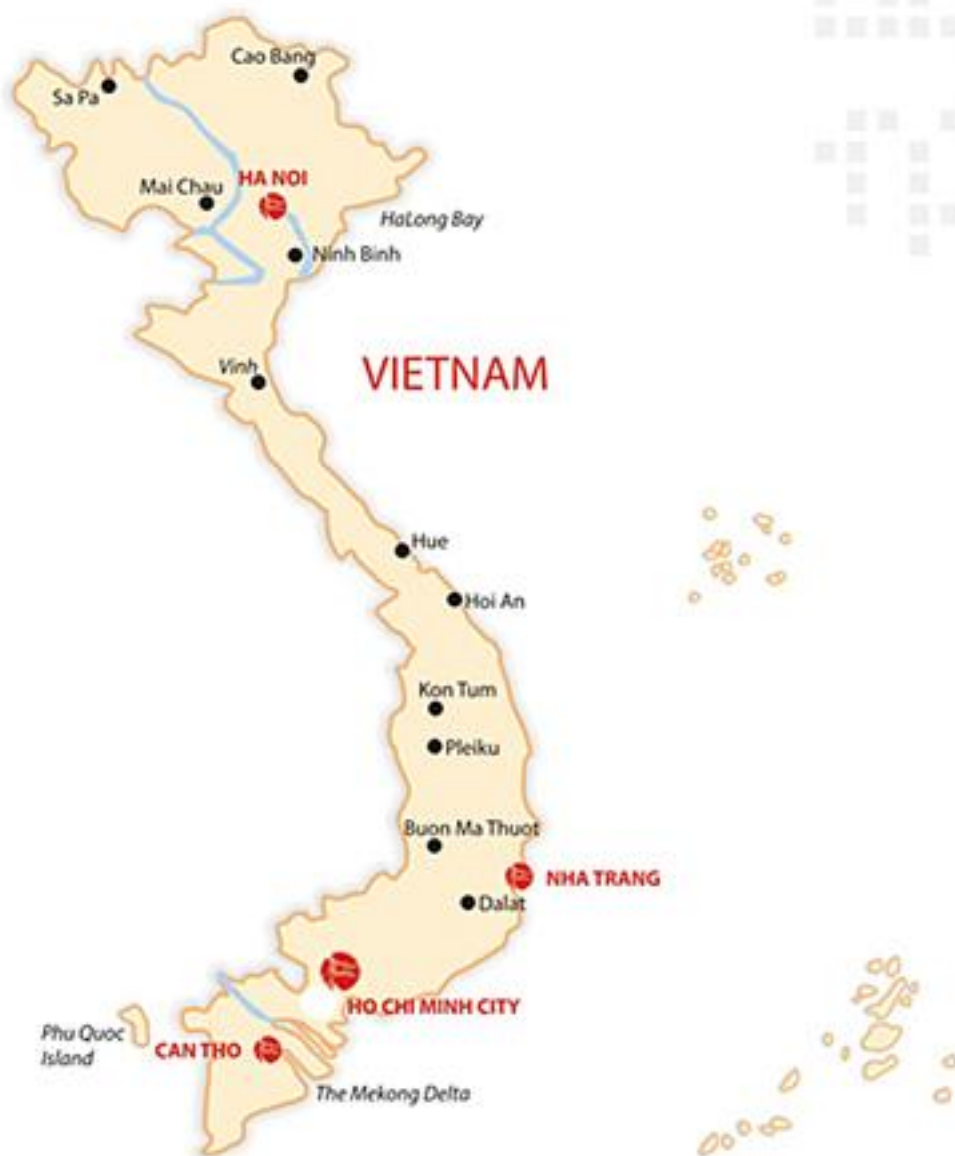 Cao Bang
Sa Pa
HA NOI
Mai Chau
HaLong Bay
Ninh Binh
VIETNAM
Vinh
Hue
Hoi An
Kon Tum
Pleiku
Buon Ma Thuot
NHA TRANG
Dalat
HO CHI MINH CITY
Phu Quoc
Island
CAN THO
The Mekong Delta